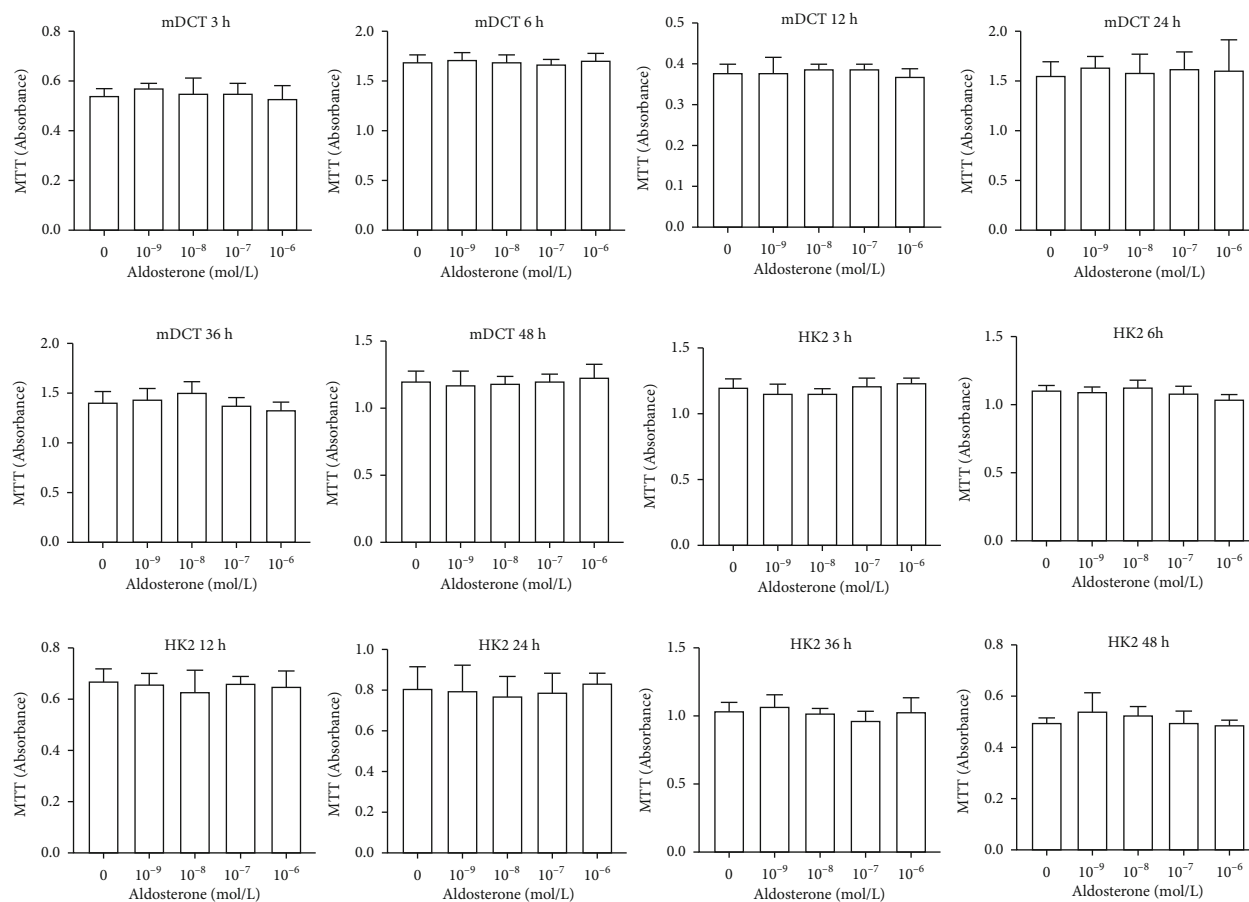 mDCT 3 h
MTT (Absorbance)
0.8
0.6
0.4
0.2
0.0
0 10⁻⁹ 10⁻⁸ 10⁻⁷ 10⁻⁶
Aldosterone (mol/L)
mDCT 6 h
MTT (Absorbance)
2.0
1.5
1.0
1.5
0.0
0 10⁻⁹ 10⁻⁸ 10⁻⁷ 10⁻⁶
Aldosterone (mol/L)
mDCT 12 h
MTT (Absorbance)
0.5
0.4
0.3
0.2
0.1
0.0
0 10⁻⁹ 10⁻⁸ 10⁻⁷ 10⁻⁶
Aldosterone (mol/L)
mDCT 24 h
MTT (Absorbance)
2.0
1.5
1.0
1.5
0.0
0 10⁻⁹ 10⁻⁸ 10⁻⁷ 10⁻⁶
Aldosterone (mol/L)
mDCT 36 h
MTT (Absorbance)
2.0
1.5
1.0
1.5
0.0
0 10⁻⁹ 10⁻⁸ 10⁻⁷ 10⁻⁶
Aldosterone (mol/L)
mDCT 48 h
MTT (Absorbance)
1.5
1.0
0.5
0.0
0 10⁻⁹ 10⁻⁸ 10⁻⁷ 10⁻⁶
Aldosterone (mol/L)
HK2 3 h
MTT (Absorbance)
1.5
1.0
0.5
0.0
0 10⁻⁹ 10⁻⁸ 10⁻⁷ 10⁻⁶
Aldosterone (mol/L)
HK2 6h
MTT (Absorbance)
1.5
1.0
0.5
0.0
0 10⁻⁹ 10⁻⁸ 10⁻⁷ 10⁻⁶
Aldosterone (mol/L)
HK2 12 h
MTT (Absorbance)
0.8
0.6
0.4
0.2
0.0
0 10⁻⁹ 10⁻⁸ 10⁻⁷ 10⁻⁶
Aldosterone (mol/L)
HK2 24 h
MTT (Absorbance)
1.0
0.8
0.6
0.4
0.2
0.0
0 10⁻⁹ 10⁻⁸ 10⁻⁷ 10⁻⁶
Aldosterone (mol/L)
HK2 36 h
MTT (Absorbance)
1.5
1.0
0.5
0.0
0 10⁻⁹ 10⁻⁸ 10⁻⁷ 10⁻⁶
Aldosterone (mol/L)
HK2 48 h
MTT (Absorbance)
0.8
0.6
0.4
0.2
0.0
0 10⁻⁹ 10⁻⁸ 10⁻⁷ 10⁻⁶
Aldosterone (mol/L)